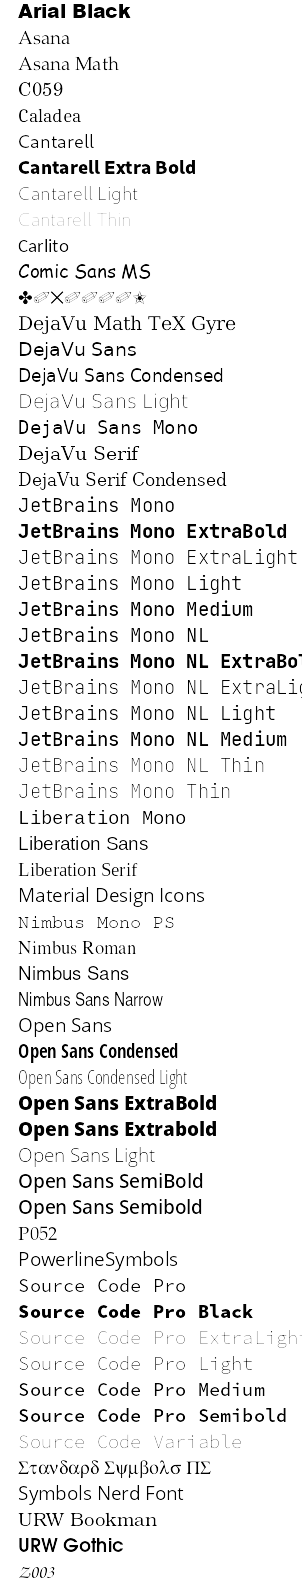 Arial Black
Asana
Asana Math
C059
Caladea
Cantarell
Cantarell Extra Bold
Cantarell Light
Cantarell Thin
Carlito
Comic Sans MS
DejaVu Math TeX Gyre
DejaVu Sans
DejaVu Sans Condensed
DejaVu Sans Light
DejaVu Sans Mono
DejaVu Serif
DejaVu Serif Condensed
JetBrains Mono
JetBrains Mono ExtraBold
JetBrains Mono ExtraLight
JetBrains Mono Light
JetBrains Mono Medium
JetBrains Mono NL
JetBrains Mono NL ExtraBol
JetBrains Mono NL ExtraLig
JetBrains Mono NL Light
JetBrains Mono NL Medium
JetBrains Mono NL Thin
JetBrains Mono Thin
Liberation Mono
Liberation Sans
Liberation Serif
Material Design Icons
Nimbus Mono PS
Nimbus Roman
Nimbus Sans
Nimbus Sans Narrow
Open Sans
Open Sans Condensed
Open Sans Condensed Light
Open Sans ExtraBold
Open Sans Extrabold
Open Sans Light
Open Sans SemiBold
Open Sans Semibold
P052
PowerlineSymbols
Source Code Pro
Source Code Pro Black
Source Code Pro ExtraLight
Source Code Pro Light
Source Code Pro Medium
Source Code Pro Semibold
Source Code Variable
Στανδαρδ Σψμβολσ ΠΣ
Symbols Nerd Font
URW Bookman
URW Gothic
Z003